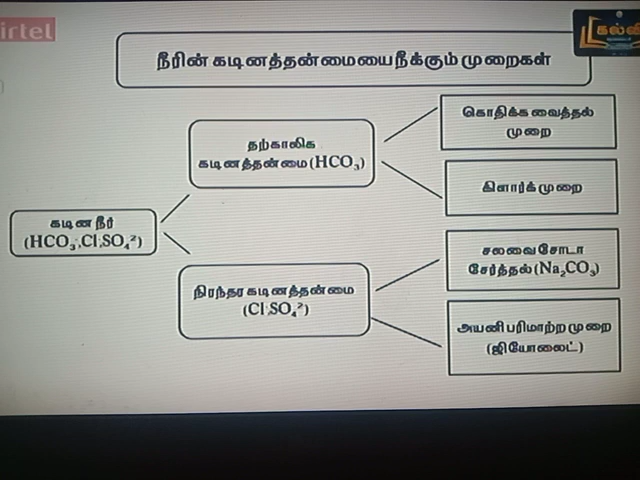 irtel
கல்வி
நீரின் கடினத்தன்மையை நீக்கும் முறைகள்
தற்காலிக
கடினத்தன்மை (HCO₃)
கொதிக்க வைத்தல்
முறை
கிளார்க் முறை
கடின நீர்
(HCO₃⁻,Cl⁻,SO₄²)
நிரந்தர கடினத்தன்மை
(Cl⁻,SO₄²)
சலவை சோடா
சேர்த்தல் (Na₂CO₃)
அயனி பரிமாற்ற முறை
(ஜியோலைட்)